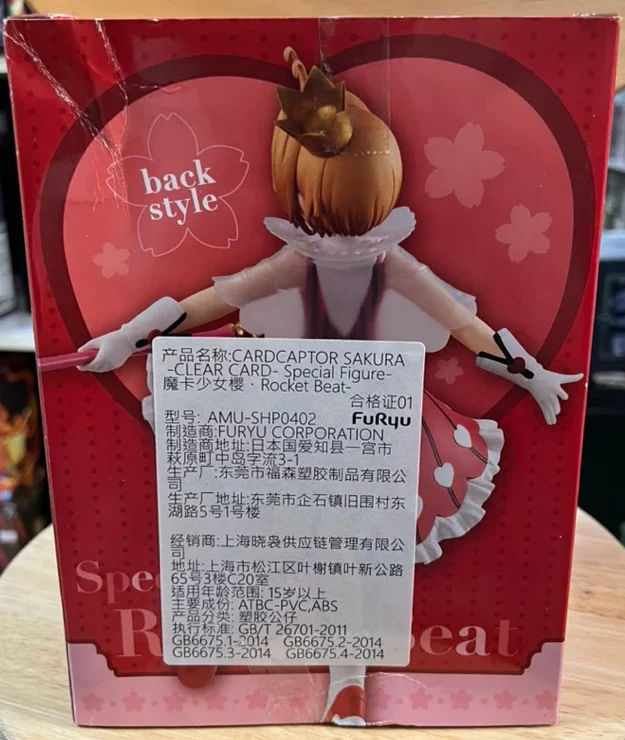 back
style
产品名称:CARDCAPTOR SAKURA
-CLEAR CARD- Special Figure-
魔卡少女樱·Rocket Beat-
合格证01
型号: AMU-SHP0402 FuRyu
制造商:FURYU CORPORATION
制造商地址:日本国爱知县一宫市
萩原町中岛字流3-1
生产厂:东莞市福森塑胶制品有限公
司
生产厂地址:东莞市企石镇旧围村东
湖路5号1号楼
经销商:上海晓袅供应链管理有限公
司
地址:上海市松江区叶榭镇叶新公路
65号3楼C20室
适用年龄范围: 15岁以上
主要成份: ATBC-PVC,ABS
产品分类: 塑胶公仔
执行标准: GB/T 26701-2011
GB6675.1-2014 GB6675.2-2014
GB6675.3-2014 GB6675.4-2014
FuRyu